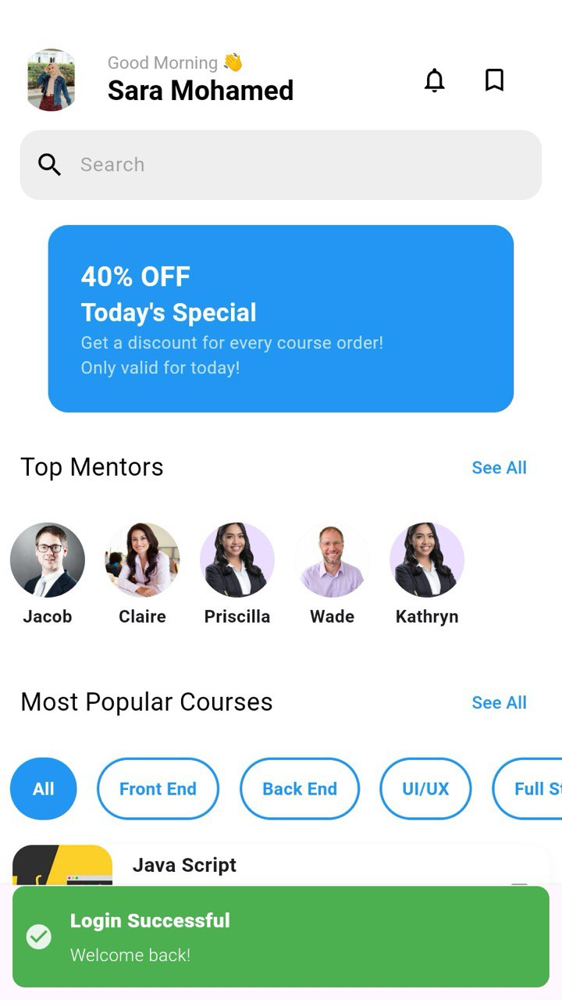 Good Morning 👋
Sara Mohamed
Search
40% OFF
Today's Special
Get a discount for every course order!
Only valid for today!
Top Mentors
See All
Jacob
Claire
Priscilla
Wade
Kathryn
Most Popular Courses
See All
All
Front End
Back End
UI/UX
Full St
Java Script
Login Successful
Welcome back!